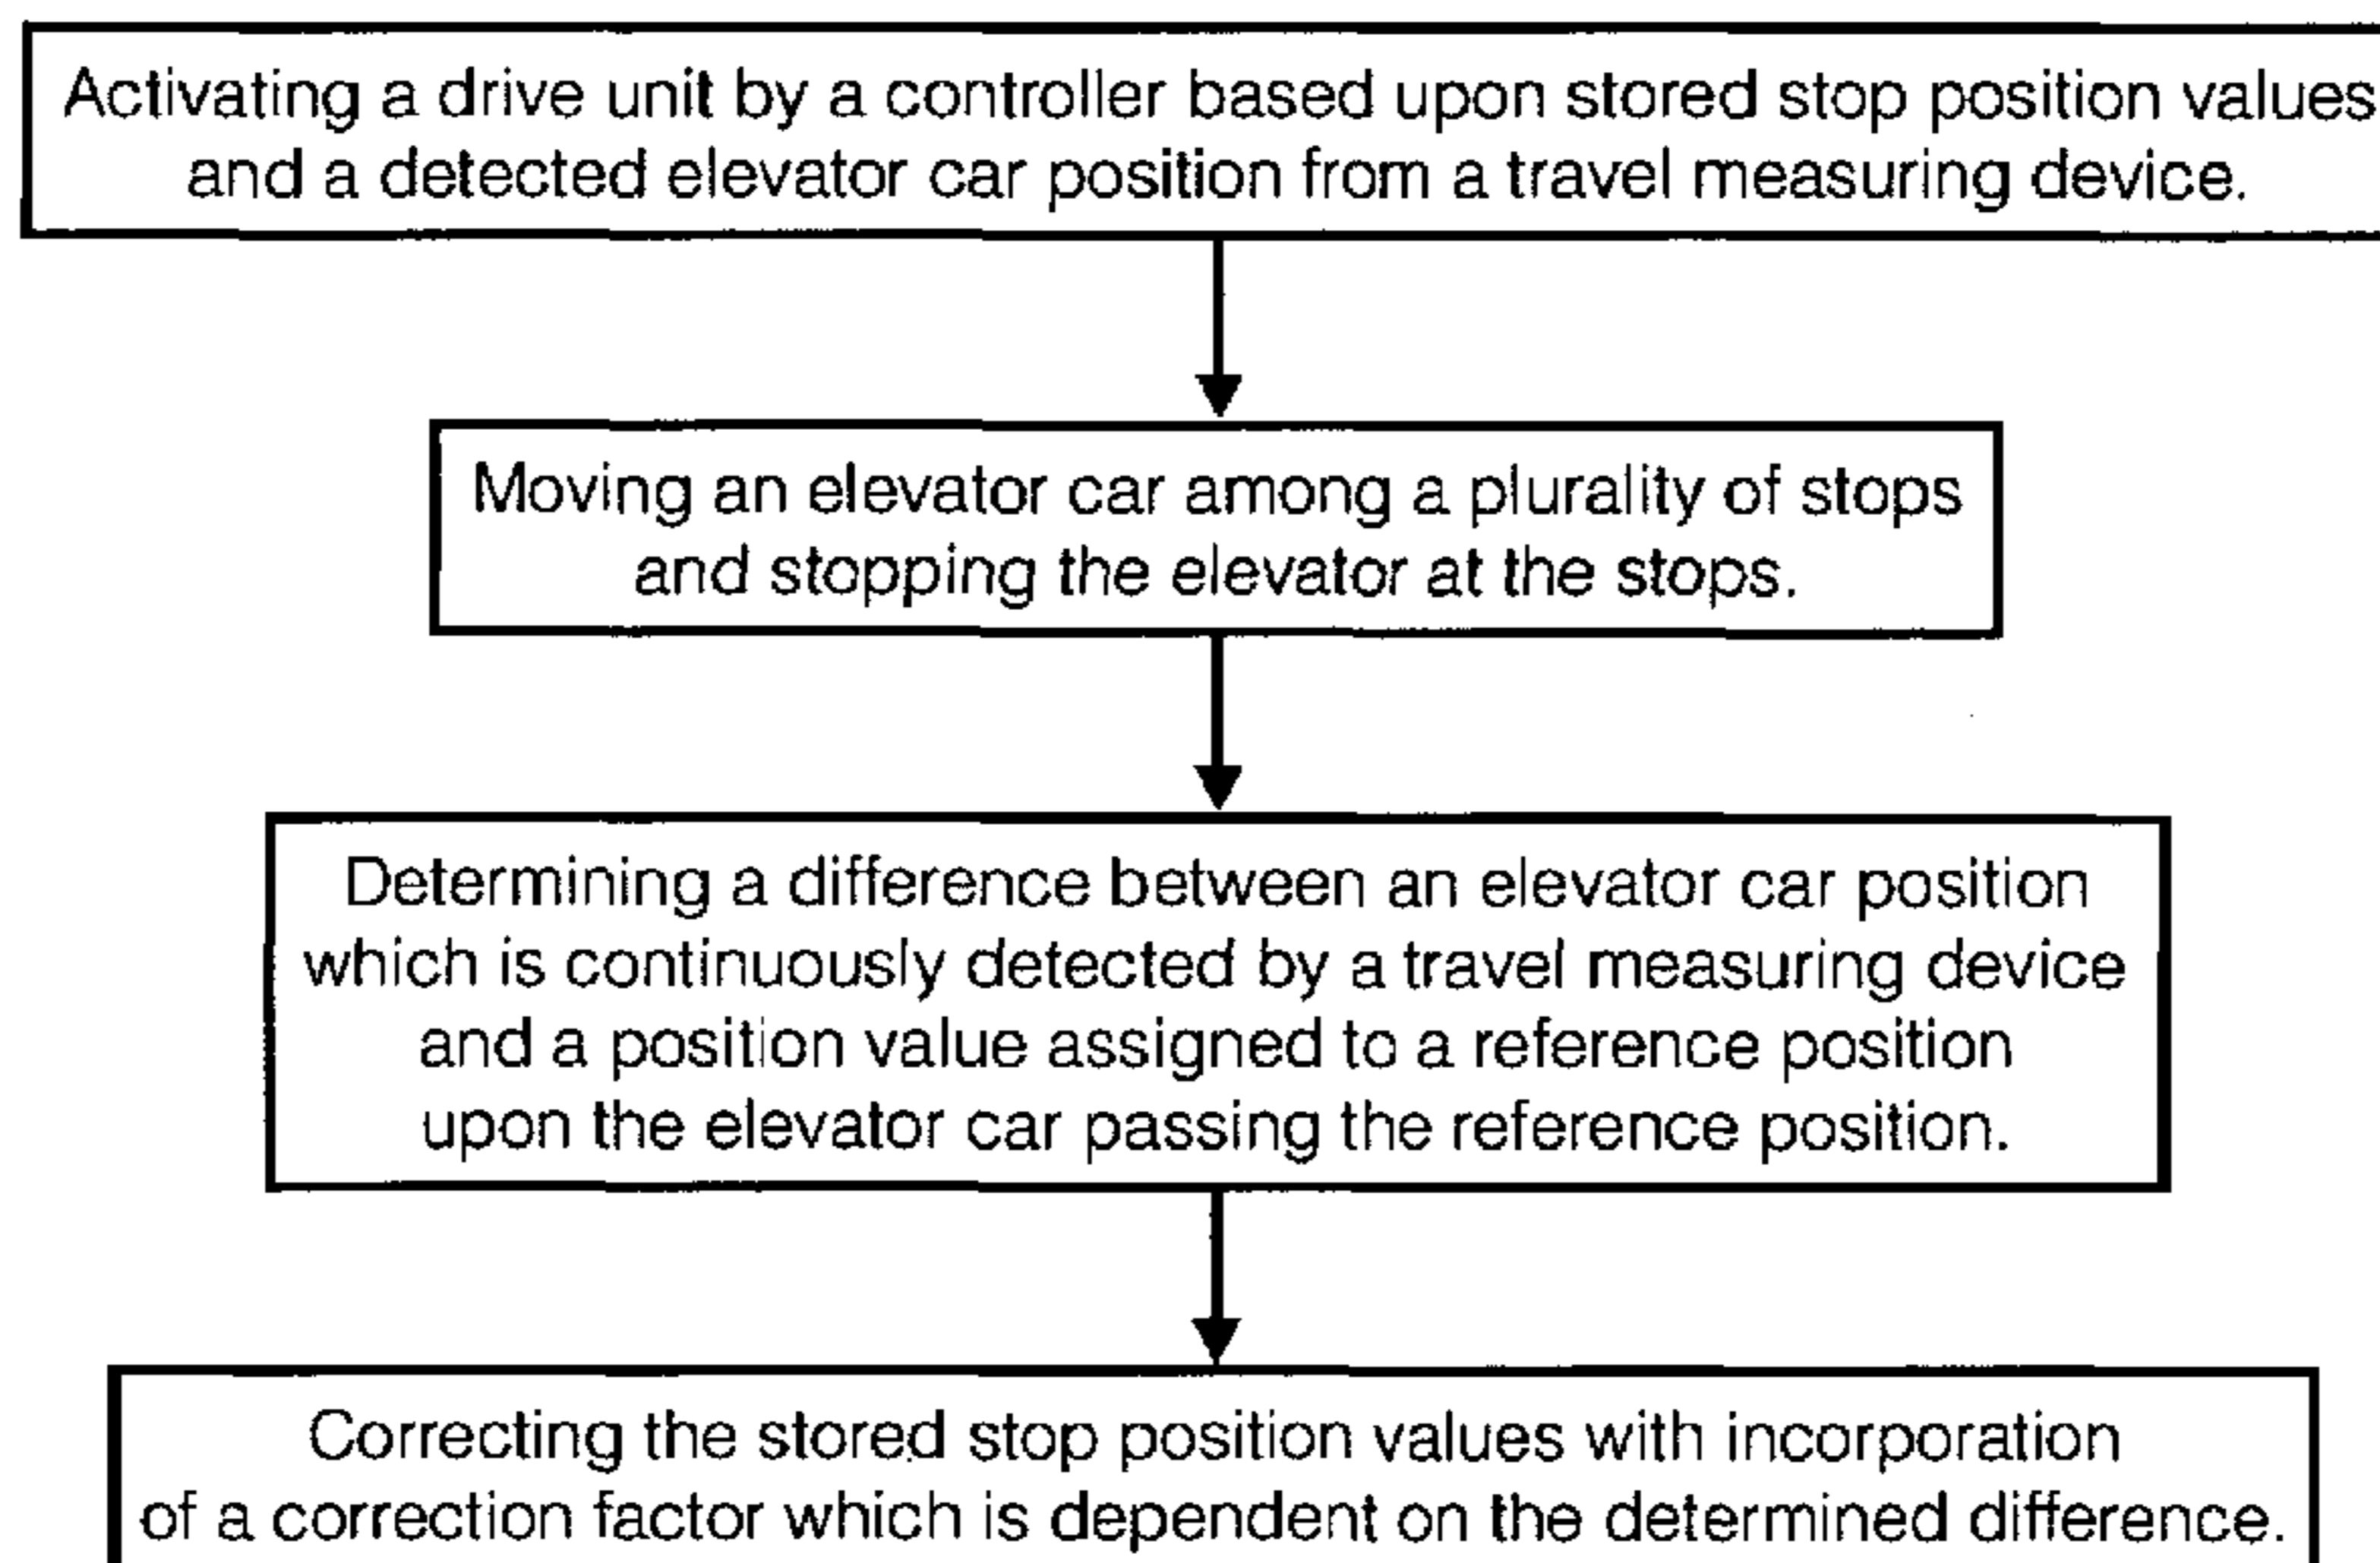 Activating a drive unit by a controller based upon stored stop position values
and a detected elevator car position from a travel measuring device.
Moving an elevator car among a plurality of stops
and stopping the elevator at the stops.
Determining a difference between an elevator car position
which is continuously detected by a travel measuring device
and a position value assigned to a reference position
upon the elevator car passing the reference position.
Correcting the stored stop position values with incorporation
of a correction factor which is dependent on the determined difference.